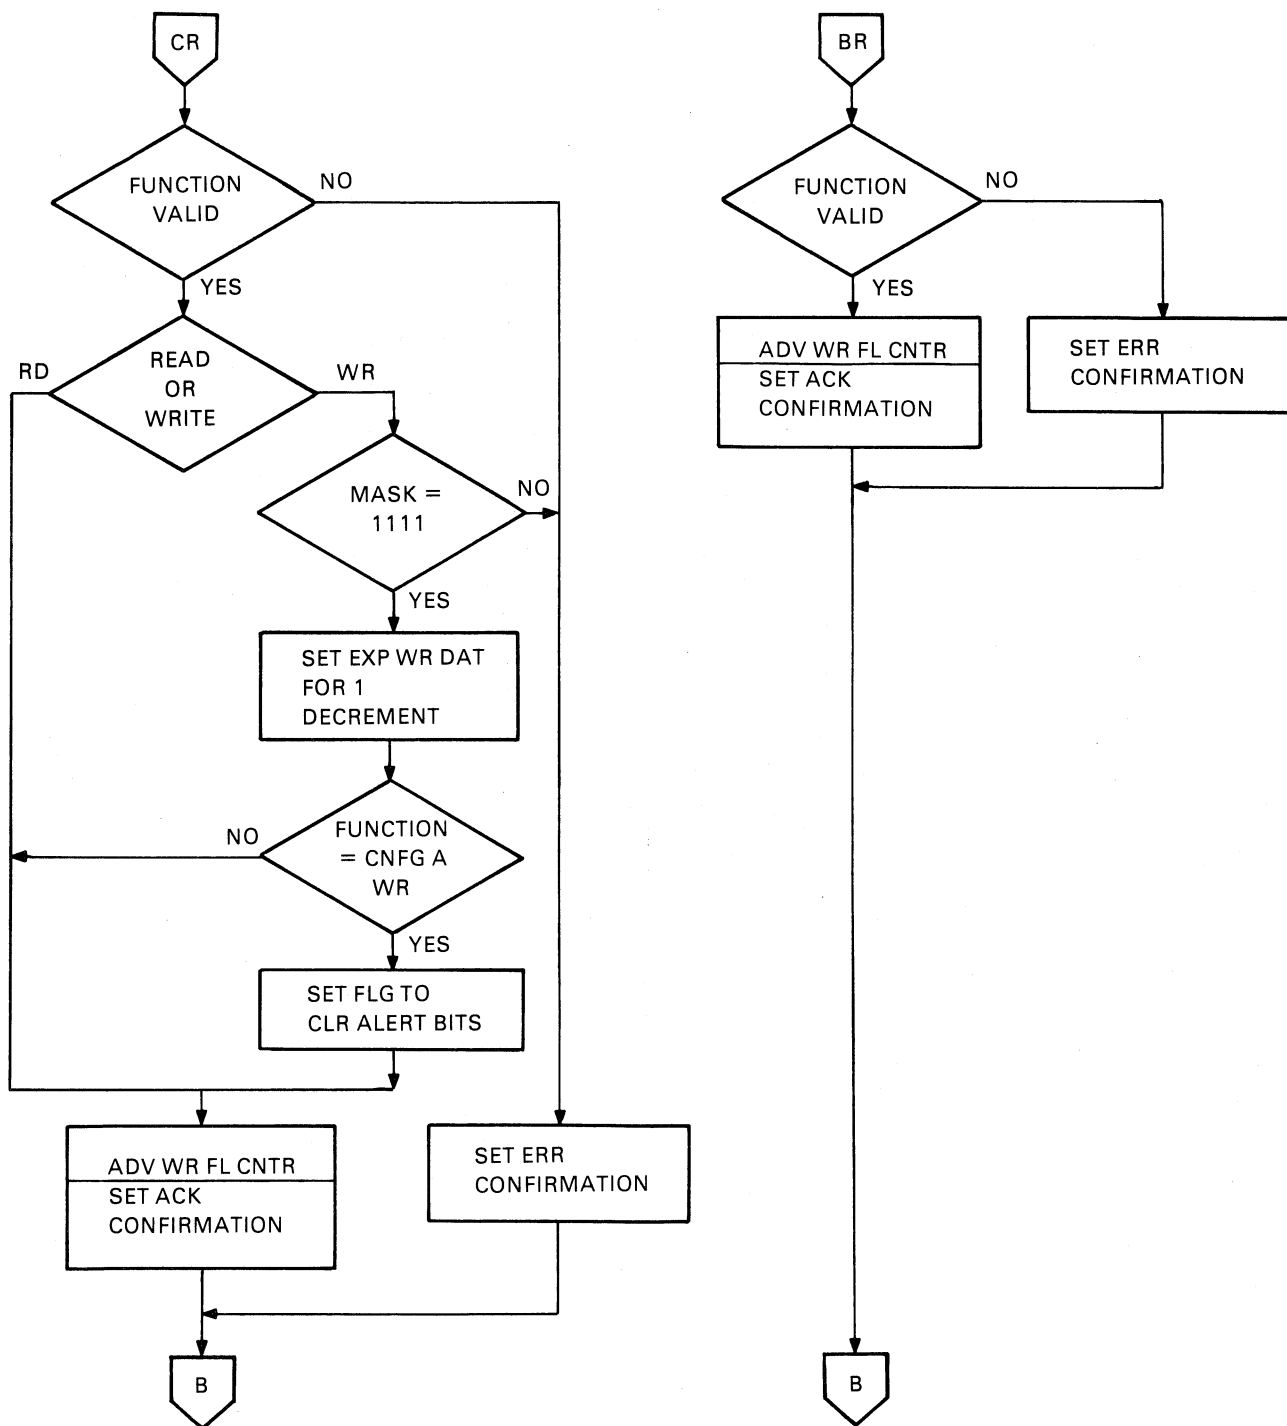 CR
FUNCTION
VALID
NO
YES
READ
OR
WRITE
RD
WR
MASK =
1111
NO
YES
SET EXP WR DAT
FOR 1
DECREMENT
FUNCTION
= CNFG A
WR
NO
YES
SET FLG TO
CLR ALERT BITS
ADV WR FL CNTR
SET ACK
CONFIRMATION
SET ERR
CONFIRMATION
B
BR
FUNCTION
VALID
NO
YES
ADV WR FL CNTR
SET ACK
CONFIRMATION
SET ERR
CONFIRMATION
B